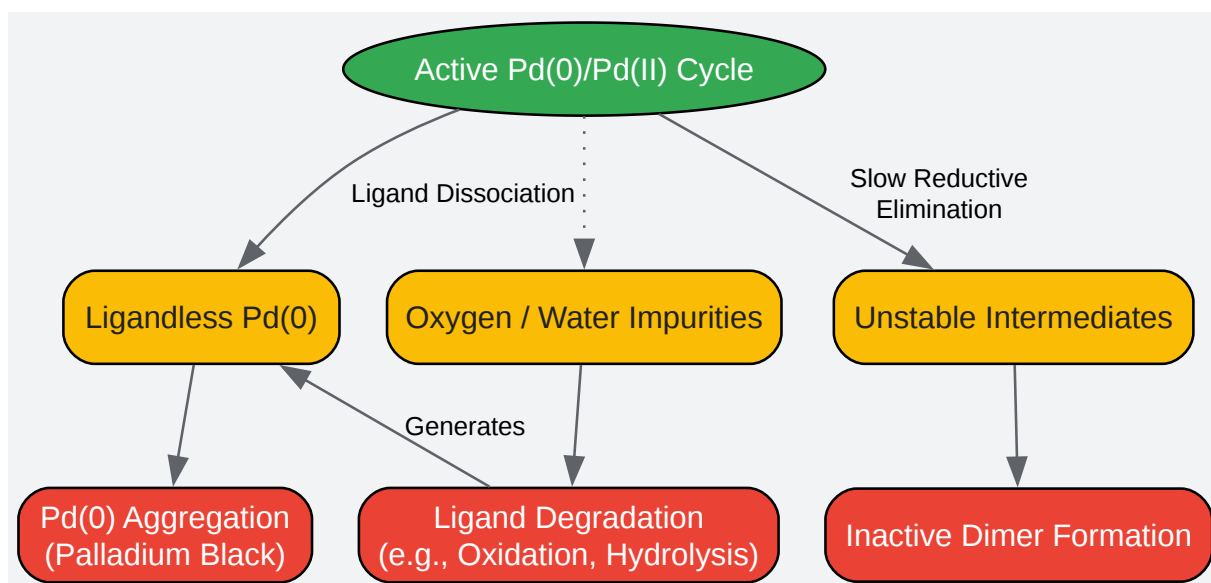 Active Pd(0)/Pd(II) Cycle
Ligand Dissociation
Slow Reductive
Elimination
Ligandless Pd(0)
Oxygen / Water Impurities
Unstable Intermediates
Generates
Pd(0) Aggregation
(Palladium Black)
Ligand Degradation
(e.g., Oxidation, Hydrolysis)
Inactive Dimer Formation